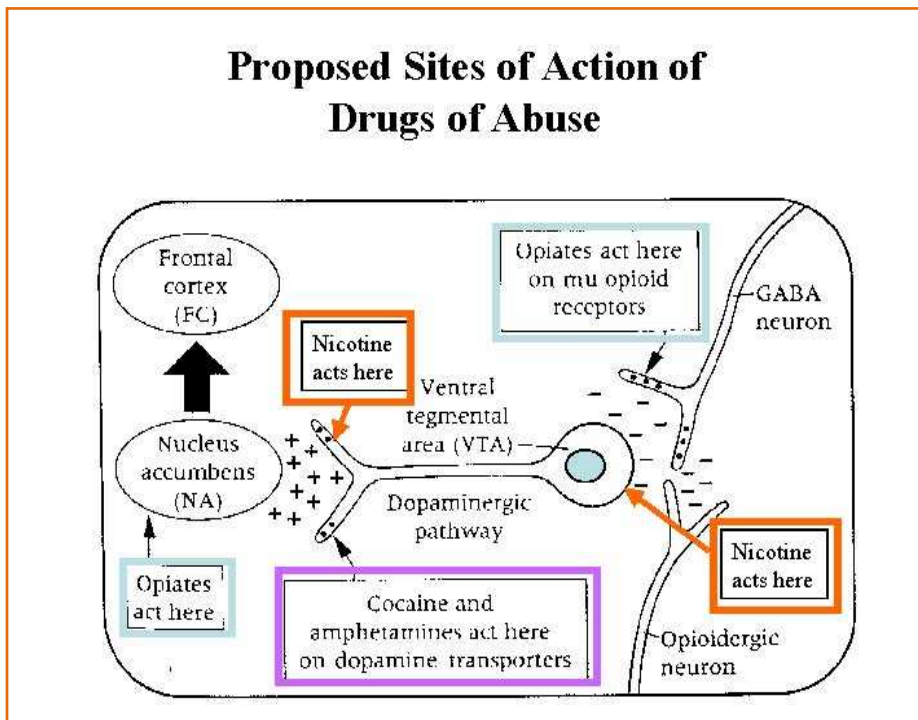 Proposed Sites of Action of
Drugs of Abuse
Frontal
cortex
(FC)
Nucleus
accumbens
(NA)
Opiates
act here
Nicotine
acts here
Ventral
tegmental
area (VTA)
Dopaminergic
pathway
Cocaine and
amphetamines act here
on dopamine transporters
Opiates act here
on mu opioid
receptors
GABA
neuron
Nicotine
acts here
Opioidergic
neuron